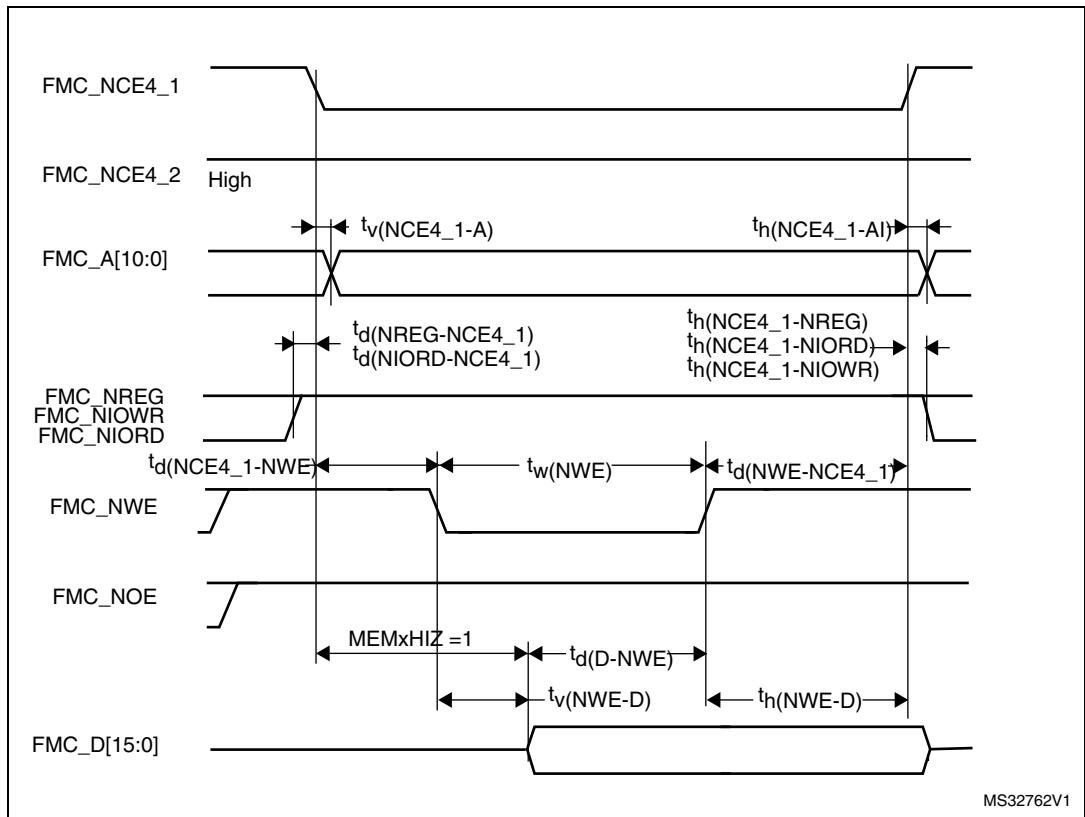 FMC_NCE4_1
FMC_NCE4_2
High
tv(NCE4_1-A)
th(NCE4_1-AI)
FMC_A[10:0]
td(NREG-NCE4_1)
td(NIORD-NCE4_1)
th(NCE4_1-NREG)
th(NCE4_1-NIORD)
th(NCE4_1-NIOWR)
FMC_NREG
FMC_NIOWR
FMC_NIORD
td(NCE4_1-NWE)
tw(NWE)
td(NWE-NCE4_1)
FMC_NWE
FMC_NOE
MEMxHIZ =1
td(D-NWE)
tv(NWE-D)
th(NWE-D)
FMC_D[15:0]
MS32762V1